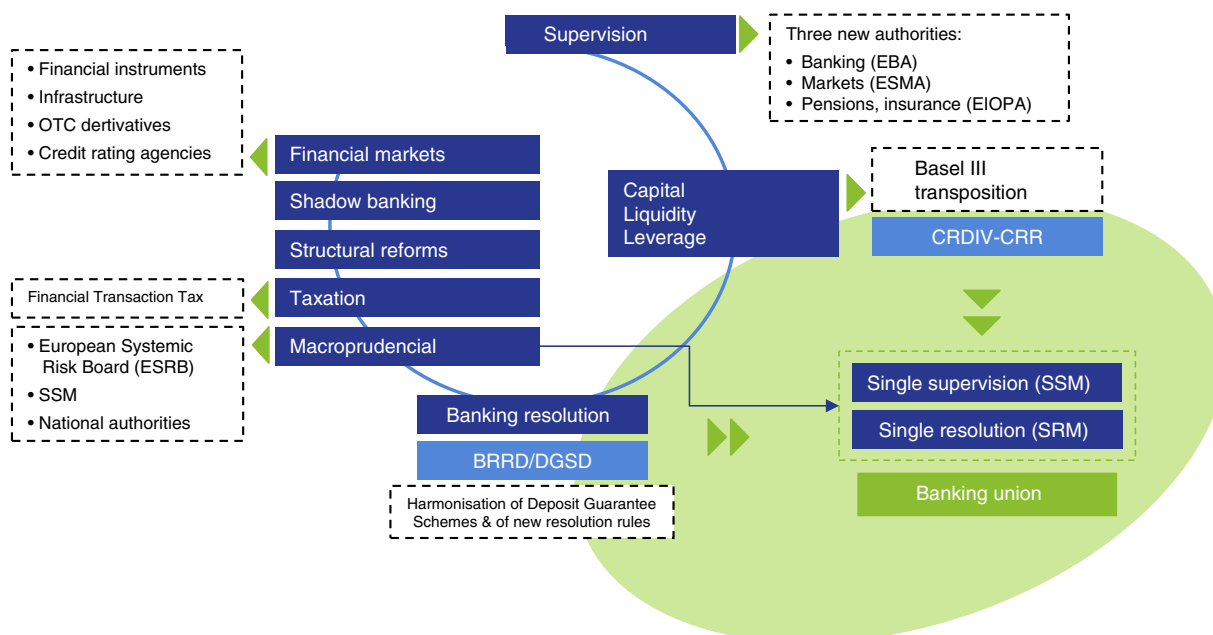 Supervision
Three new authorities:
• Banking (EBA)
• Markets (ESMA)
• Pensions, insurance (EIOPA)
• Financial instruments
• Infrastructure
• OTC dertivatives
• Credit rating agencies
Financial markets
Shadow banking
Structural reforms
Taxation
Macroprudencial
Financial Transaction Tax
• European Systemic
Risk Board (ESRB)
• SSM
• National authorities
Capital
Liquidity
Leverage
Basel III
transposition
CRDIV-CRR
Banking resolution
BRRD/DGSD
Harmonisation of Deposit Guarantee
Schemes & of new resolution rules
Single supervision (SSM)
Single resolution (SRM)
Banking union